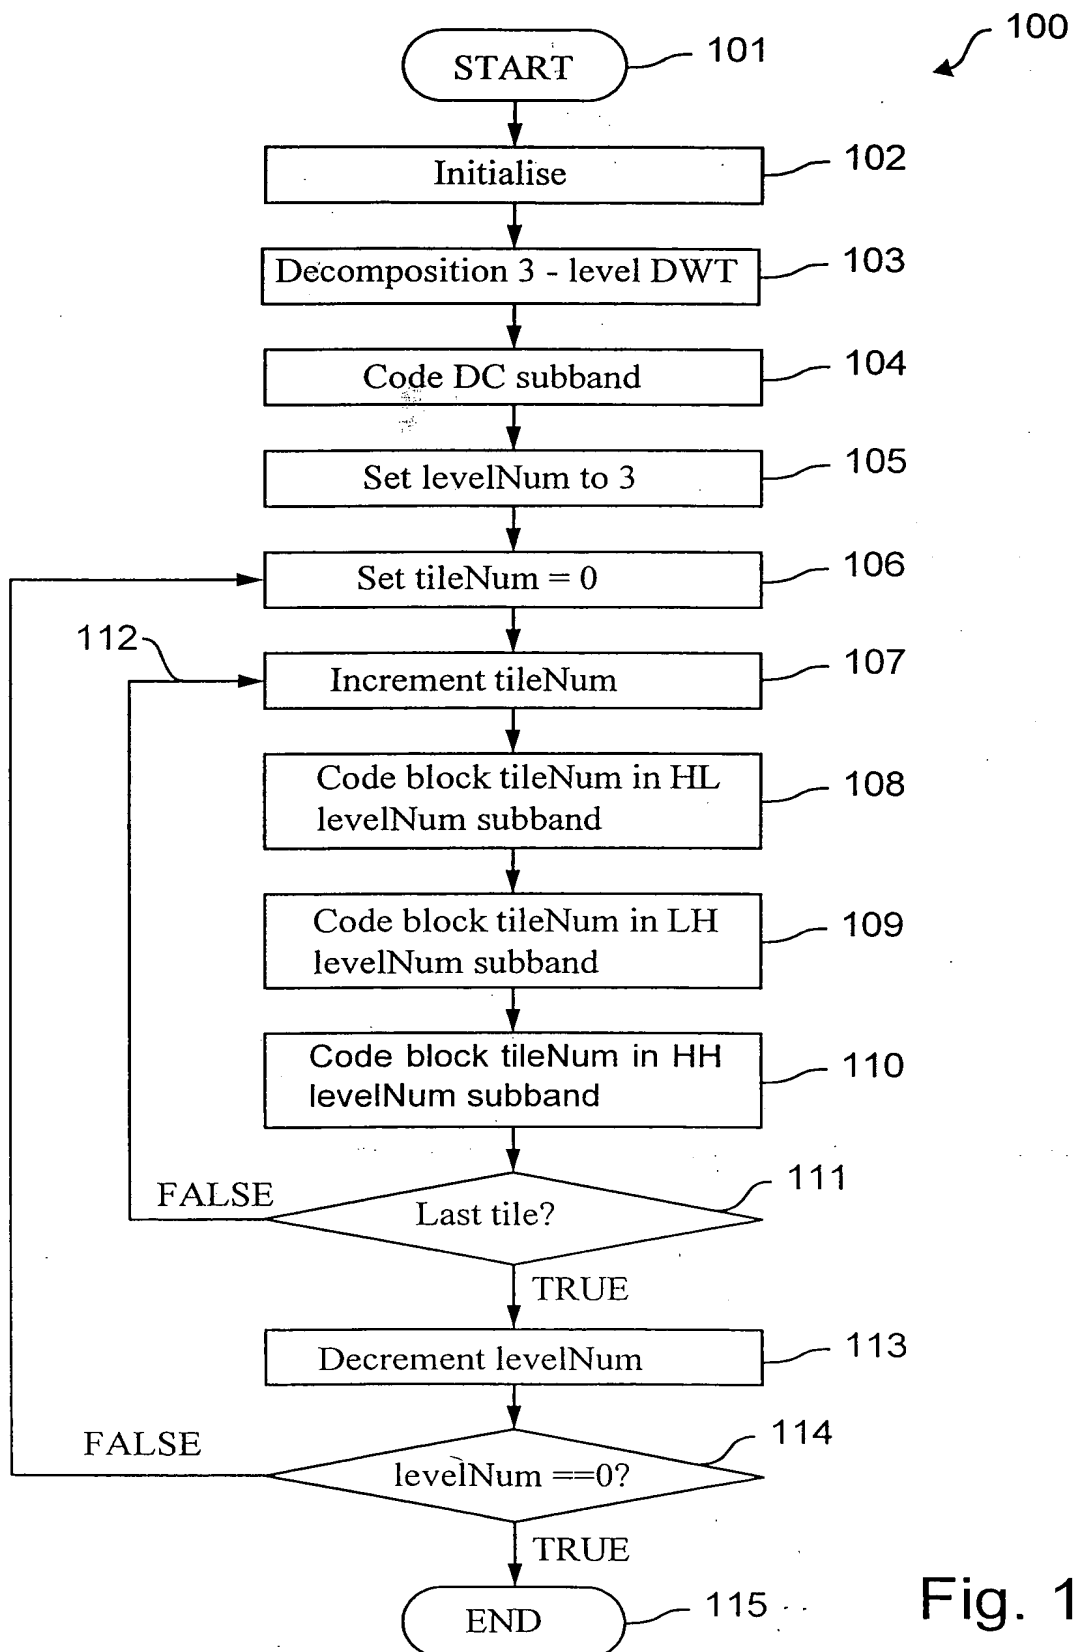 100
START
101
Initialise
102
Decomposition 3 - level DWT
103
Code DC subband
104
Set levelNum to 3
105
Set tileNum = 0
106
112
Increment tileNum
107
Code block tileNum in HL
levelNum subband
108
Code block tileNum in LH
levelNum subband
109
Code block tileNum in HH
levelNum subband
110
FALSE
Last tile?
111
TRUE
Decrement levelNum
113
FALSE
levelNum ==0?
114
TRUE
END
115
Fig. 1